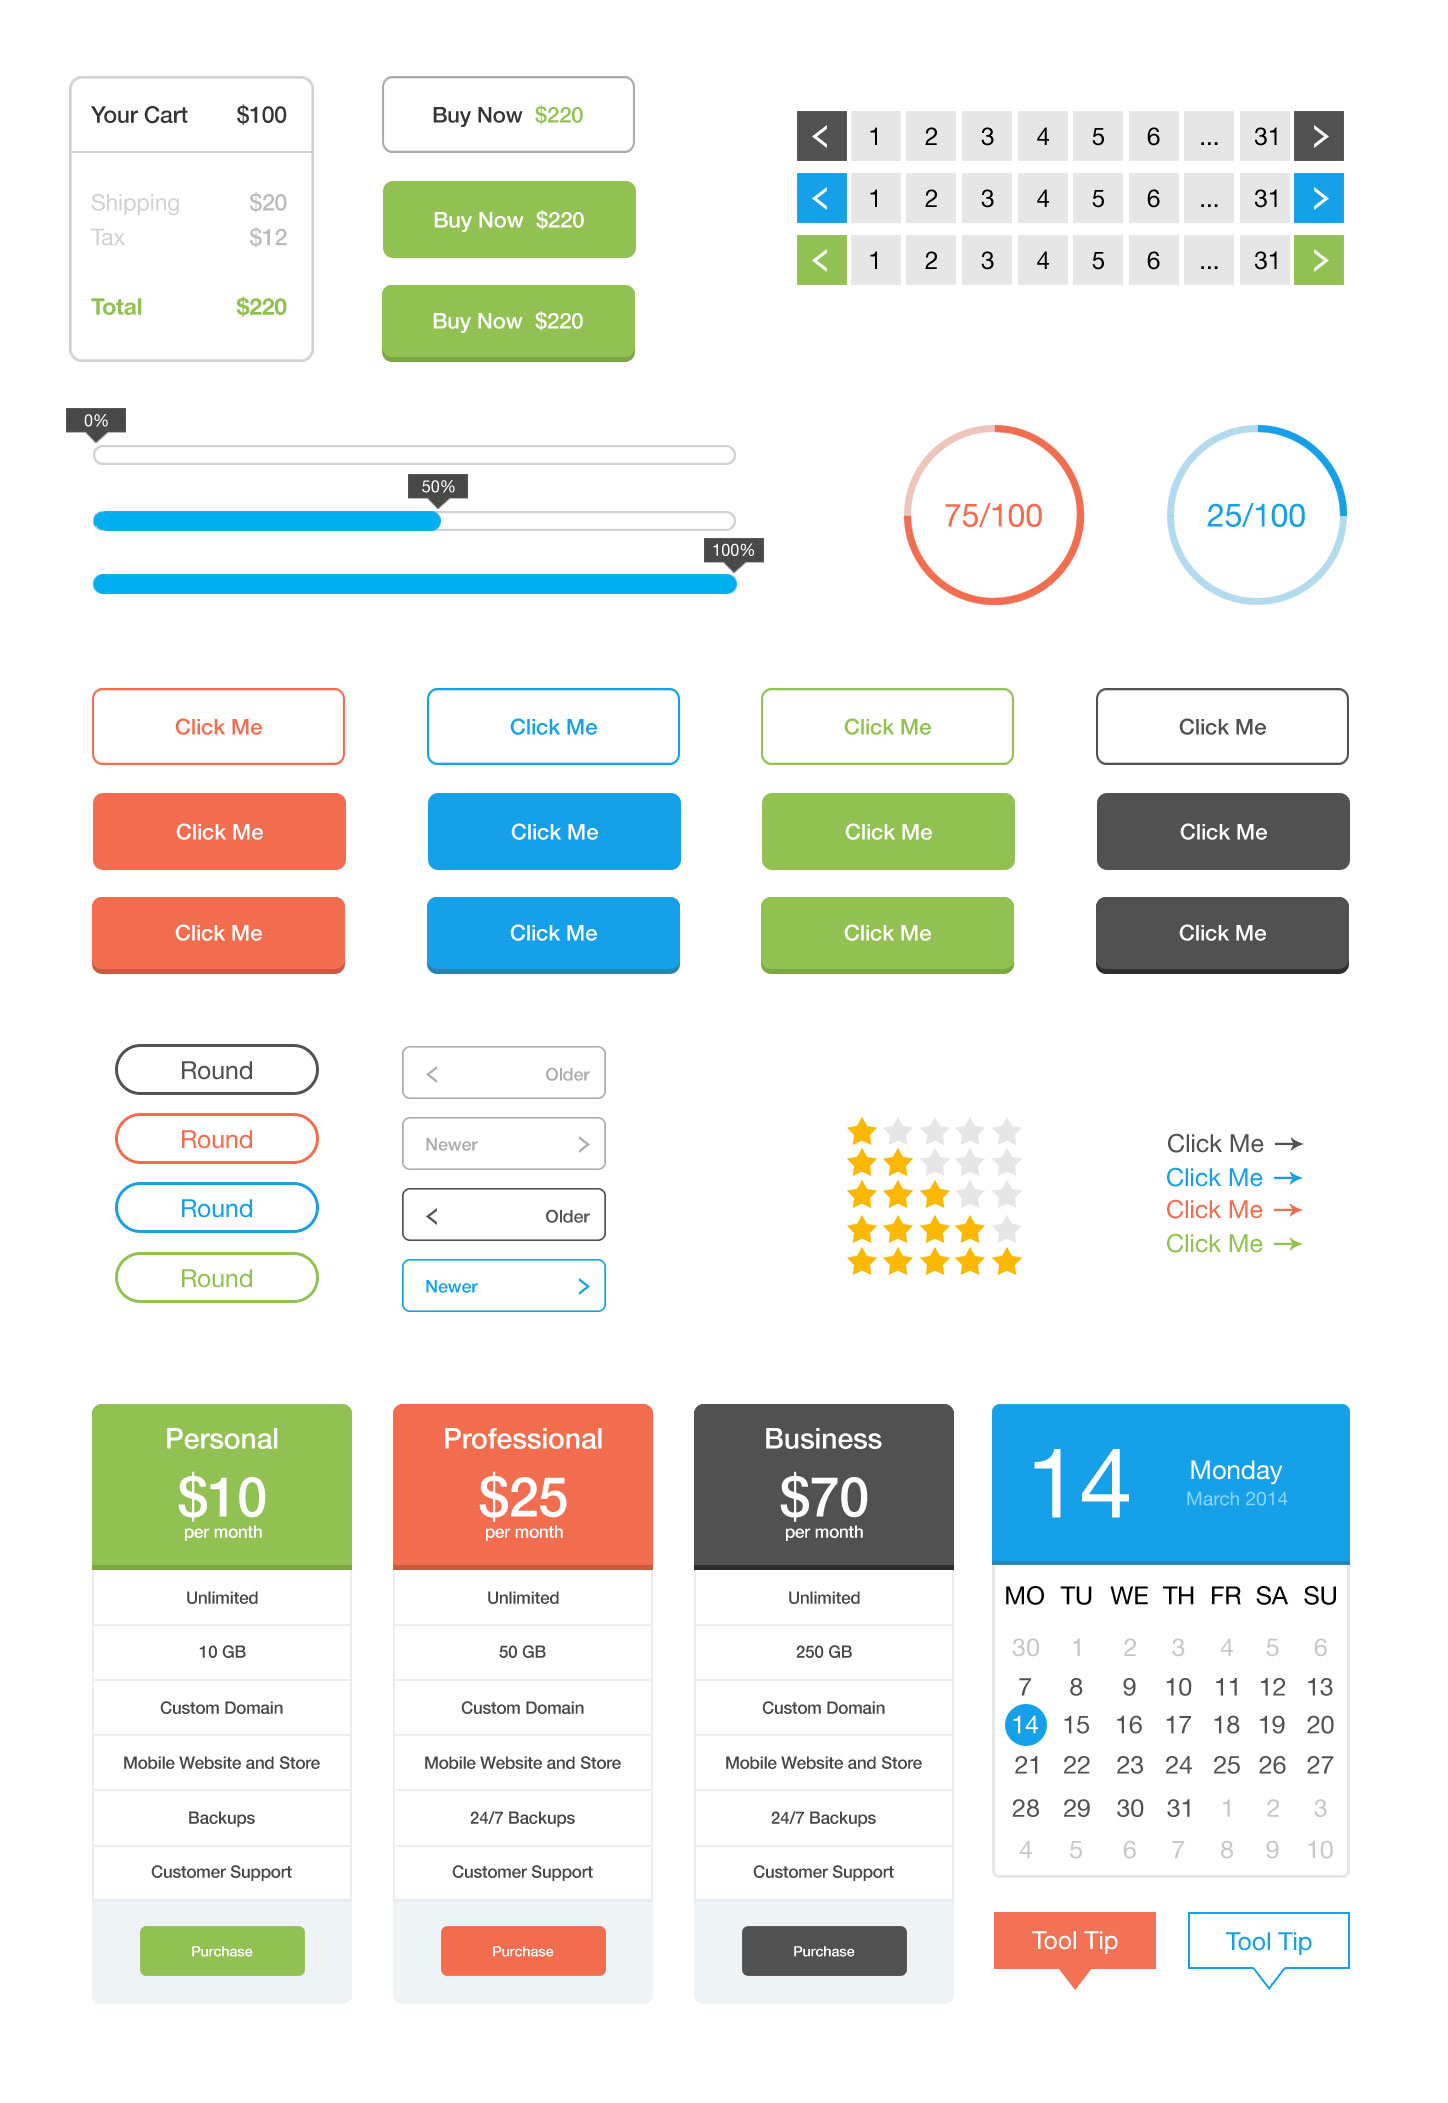 Your Cart $100
Shipping $20
Tax $12
Total $220
Buy Now $220
Buy Now $220
Buy Now $220
1 2 3 4 5 6 ... 31
1 2 3 4 5 6 ... 31
1 2 3 4 5 6 ... 31
0%
50%
100%
75/100
25/100
Click Me Click Me Click Me Click Me
Click Me Click Me Click Me Click Me
Click Me Click Me Click Me Click Me
Round
Round
Round
Round
< Older
Newer >
< Older
Newer >
Click Me →
Click Me →
Click Me →
Click Me →
Personal
$10
per month
Unlimited
10 GB
Custom Domain
Mobile Website and Store
Backups
Customer Support
Purchase
Professional
$25
per month
Unlimited
50 GB
Custom Domain
Mobile Website and Store
24/7 Backups
Customer Support
Purchase
Business
$70
per month
Unlimited
250 GB
Custom Domain
Mobile Website and Store
24/7 Backups
Customer Support
Purchase
14
Monday
March 2014
MO TU WE TH FR SA SU
30 1 2 3 4 5 6
7 8 9 10 11 12 13
14 15 16 17 18 19 20
21 22 23 24 25 26 27
28 29 30 31 1 2 3
4 5 6 7 8 9 10
Tool Tip
Tool Tip